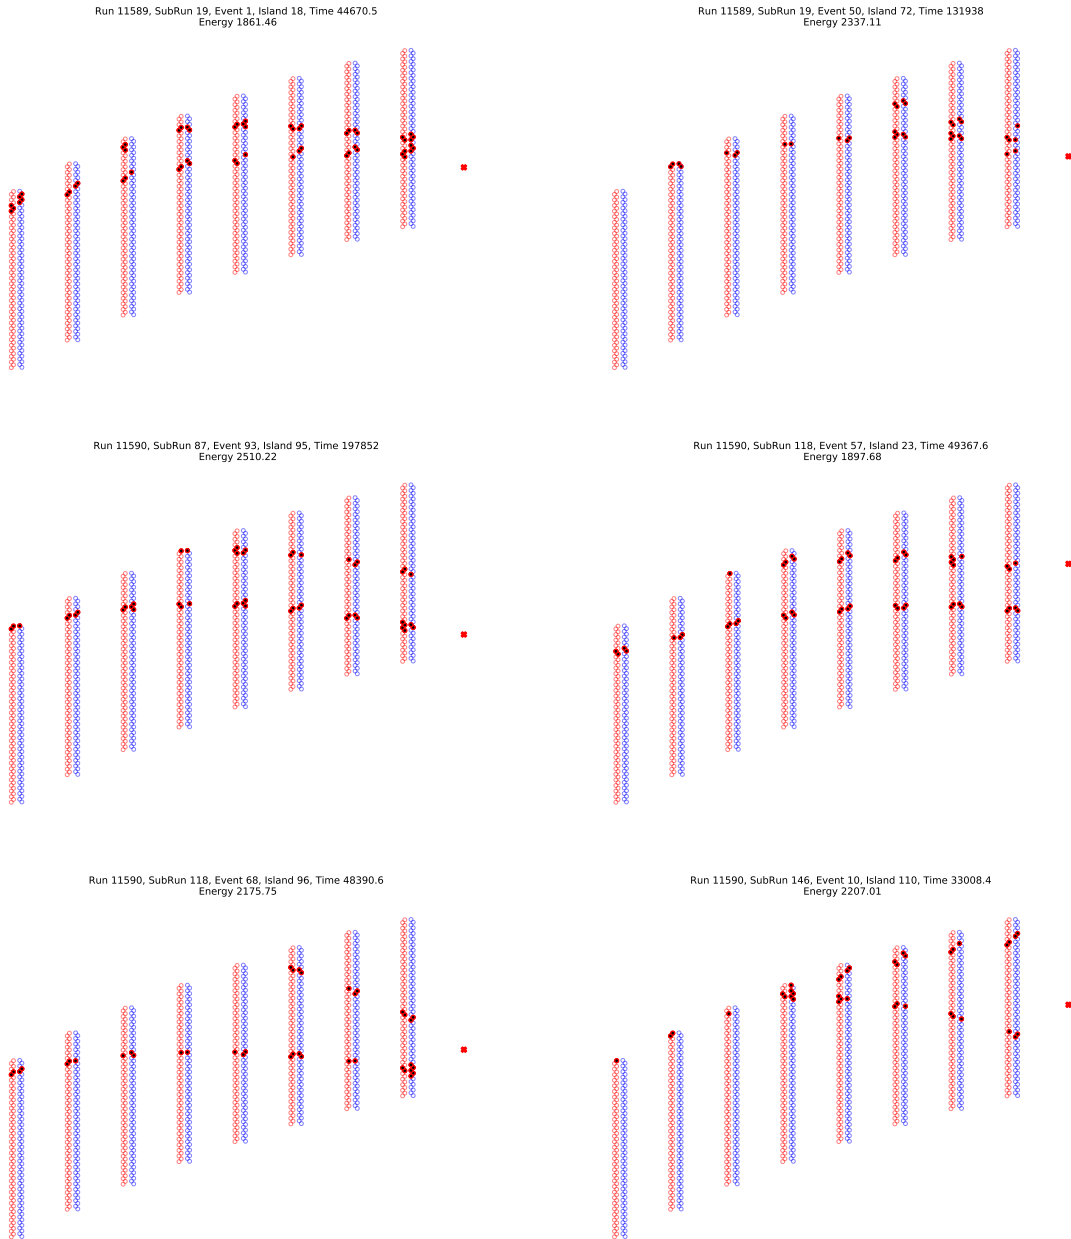 Run 11589, SubRun 19, Event 1, Island 18, Time 44670.5
Energy 1861.46
Run 11589, SubRun 19, Event 50, Island 72, Time 131938
Energy 2337.11
Run 11590, SubRun 87, Event 93, Island 95, Time 197852
Energy 2510.22
Run 11590, SubRun 118, Event 57, Island 23, Time 49367.6
Energy 1897.68
Run 11590, SubRun 118, Event 68, Island 96, Time 48390.6
Energy 2175.75
Run 11590, SubRun 146, Event 10, Island 110, Time 33008.4
Energy 2207.01